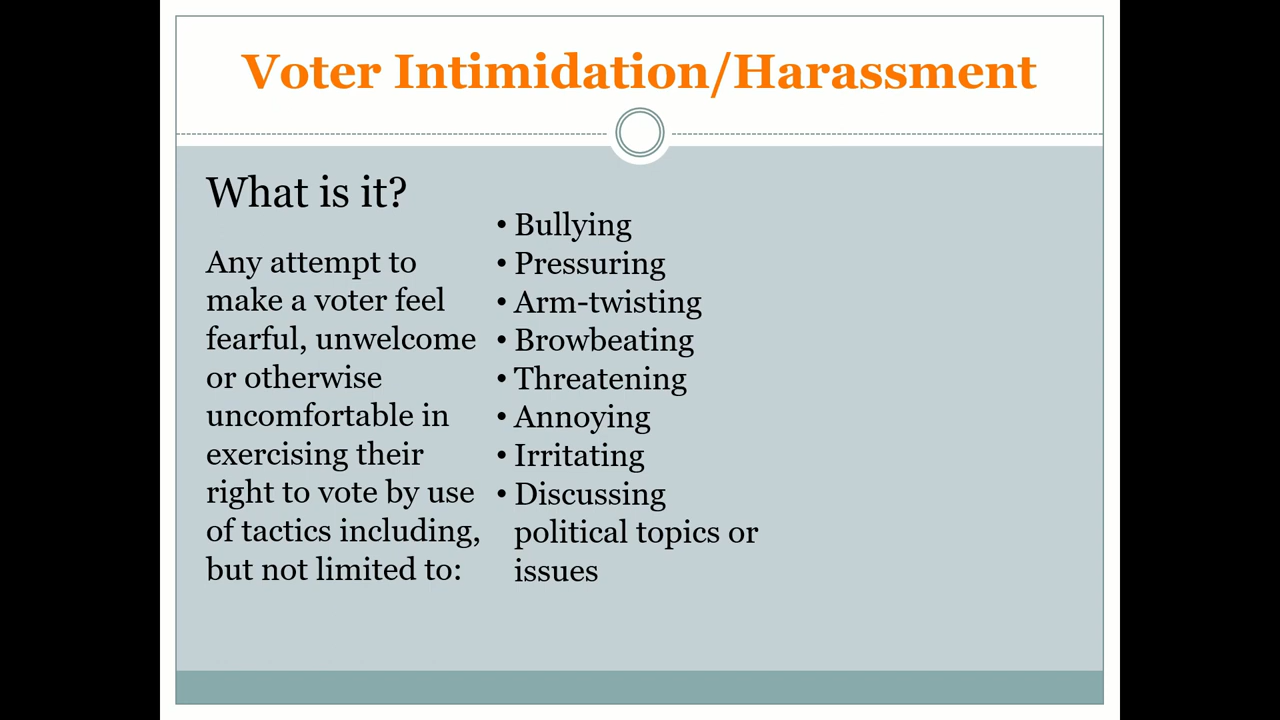 Voter Intimidation/Harassment
What is it?
Any attempt to
make a voter feel
fearful, unwelcome
or otherwise
uncomfortable in
exercising their
right to vote by use
of tactics including,
but not limited to:
• Bullying
• Pressuring
• Arm-twisting
• Browbeating
• Threatening
• Annoying
• Irritating
• Discussing
political topics or
issues